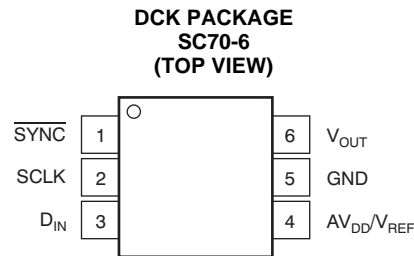 DCK PACKAGE
SC70-6
(TOP VIEW)
SYNC 1 6 VOUT
SCLK 2 5 GND
DIN 3 4 AVDD/VREF